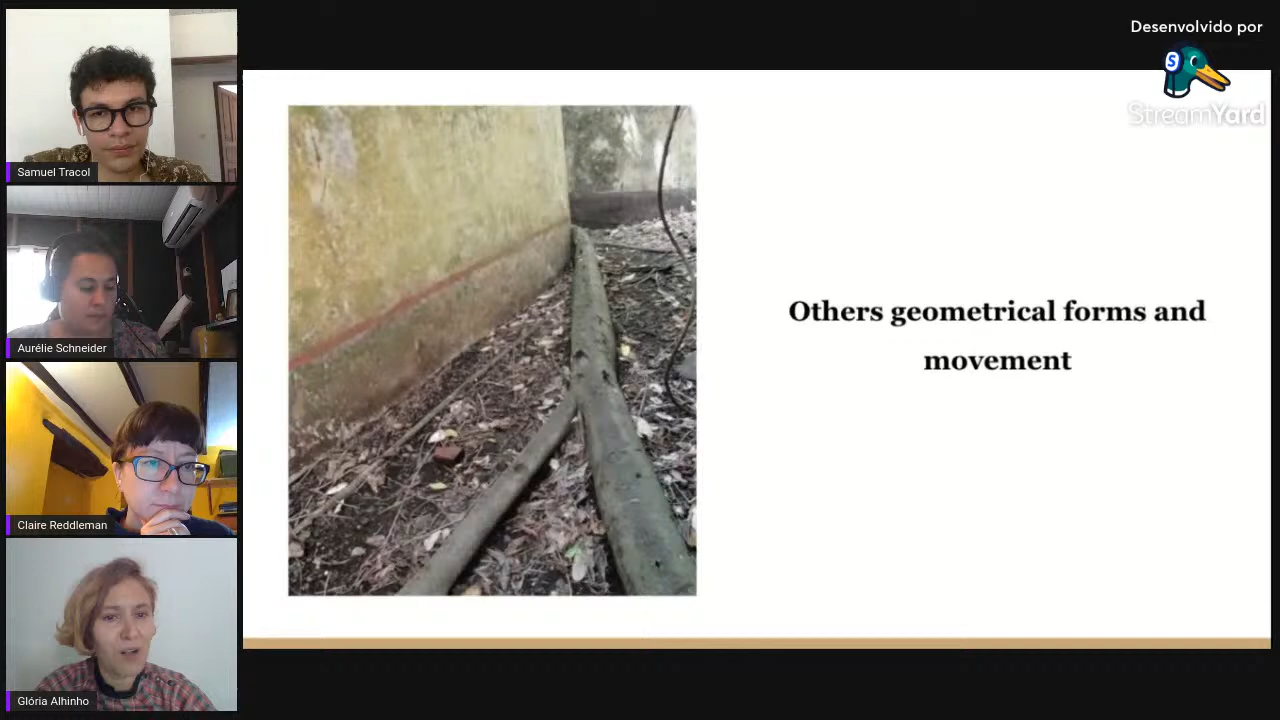 Desenvolvido por
S
StreamYard
Samuel Tracol
Aurélie Schneider
Claire Reddleman
Glória Alhinho
Others geometrical forms and
movement